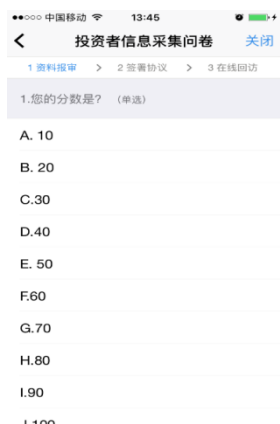 中国移动 13:45
投资者信息采集问卷 关闭
1 资料报审 > 2 签署协议 > 3 在线回访
1.您的分数是? (单选)
A. 10
B. 20
C.30
D.40
E. 50
F.60
G.70
H.80
I.90
J.100